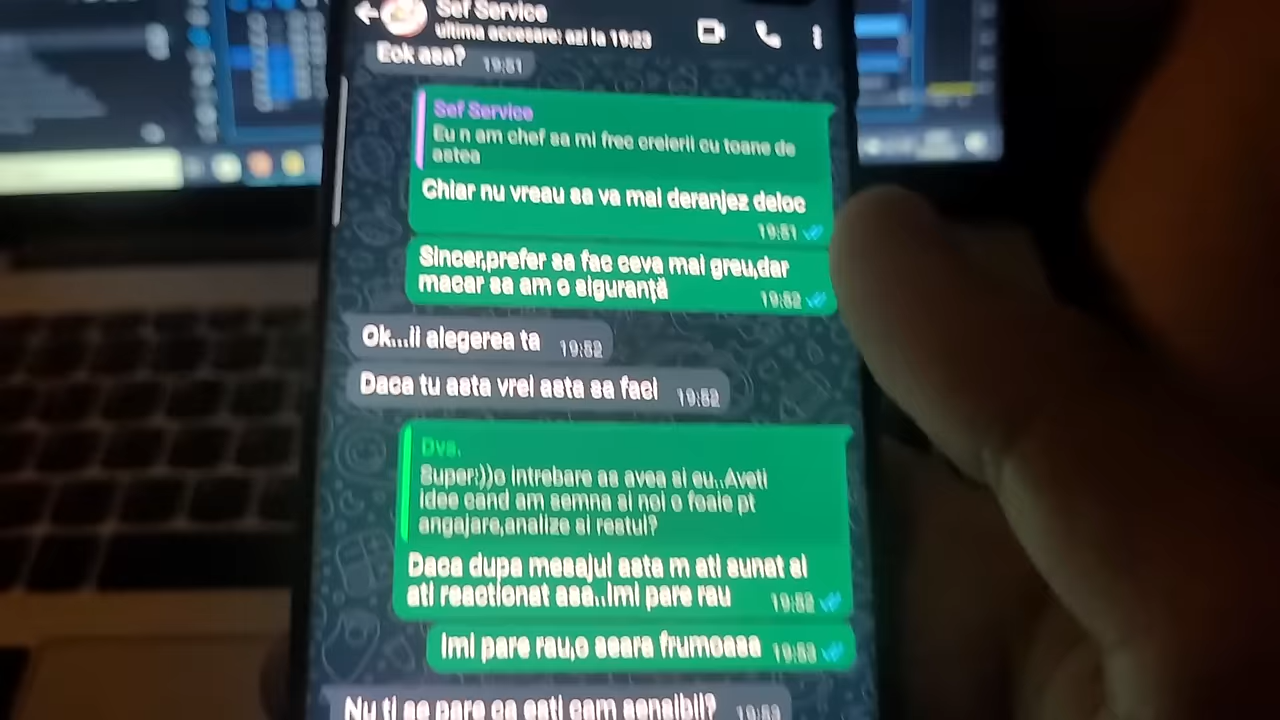 Sef Service
ultima accesare: azi la 19:23
Eok asa? 19:51
Sef Service
Eu n am chef sa mi frec creierii cu toane de
astea
Chiar nu vreau sa va mai deranjez deloc
19:51
Sincer,prefer sa fac ceva mai greu,dar
macar sa am o siguranță 19:52
Ok...ii alegerea ta 19:52
Daca tu asta vrei asta sa faci 19:52
Dvs.
Super:))o intrebare as avea si eu..Aveti
idee cand am semna si noi o foaie pt
angajare,analize si restul?
Daca dupa mesajul asta m ati sunat si
ati reactionat asa..imi pare rau 19:52
Imi pare rau,o seara frumoasa 19:53
Nu ti se pare ca esti cam sensibil? 19:53